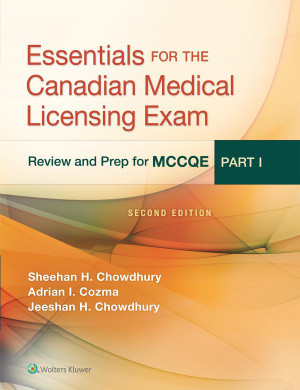 Essentials FOR THE
Canadian Medical
Licensing Exam
Review and Prep for MCCQE PART I
SECOND EDITION
Sheehan H. Chowdhury
Adrian I. Cozma
Jeeshan H. Chowdhury
Wolters Kluwer